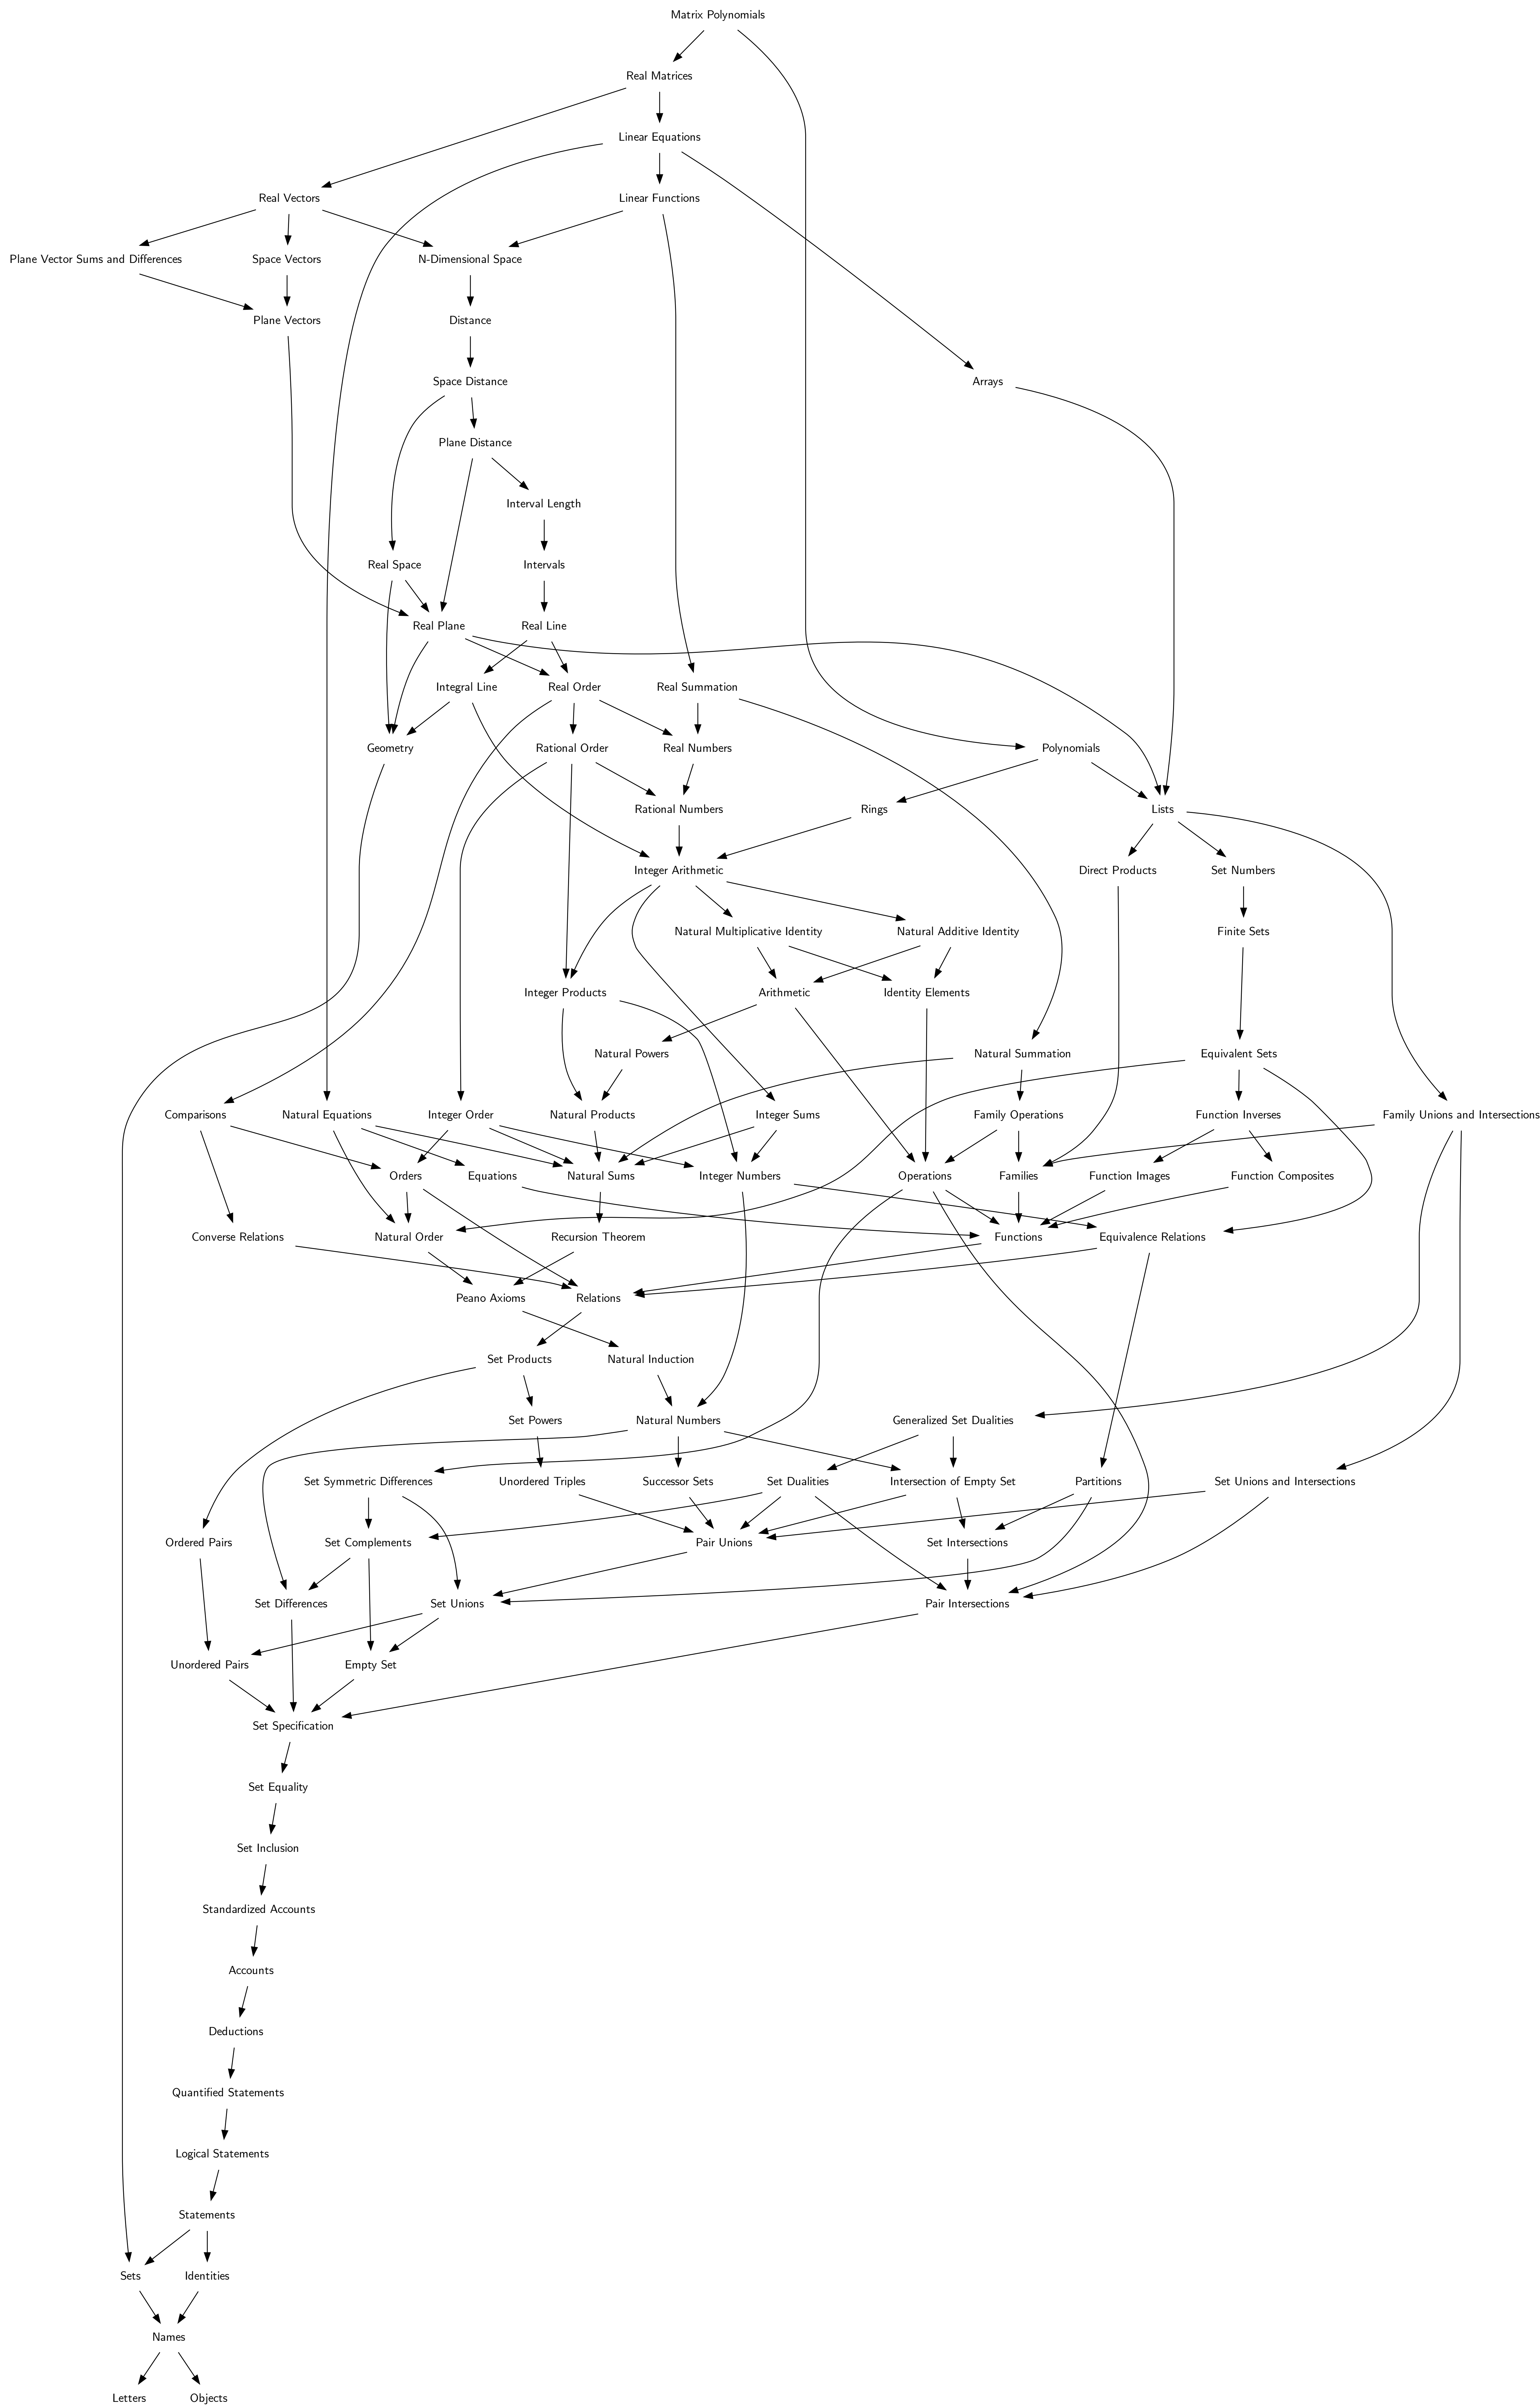 Matrix Polynomials
Real Matrices
Linear Equations
Real Vectors
Linear Functions
Plane Vector Sums and Differences
Space Vectors
N-Dimensional Space
Plane Vectors
Distance
Space Distance
Arrays
Plane Distance
Interval Length
Real Space
Intervals
Real Plane
Real Line
Integral Line
Real Order
Real Summation
Geometry
Rational Order
Real Numbers
Polynomials
Rational Numbers
Rings
Lists
Integer Arithmetic
Direct Products
Set Numbers
Natural Multiplicative Identity
Natural Additive Identity
Finite Sets
Integer Products
Arithmetic
Identity Elements
Natural Powers
Natural Summation
Equivalent Sets
Comparisons
Natural Equations
Integer Order
Natural Products
Integer Sums
Family Operations
Function Inverses
Family Unions and Intersections
Orders
Equations
Natural Sums
Integer Numbers
Operations
Families
Function Images
Function Composites
Converse Relations
Natural Order
Recursion Theorem
Functions
Equivalence Relations
Peano Axioms
Relations
Set Products
Natural Induction
Set Powers
Natural Numbers
Generalized Set Dualities
Set Symmetric Differences
Unordered Triples
Successor Sets
Set Dualities
Intersection of Empty Set
Partitions
Set Unions and Intersections
Ordered Pairs
Set Complements
Pair Unions
Set Intersections
Set Differences
Set Unions
Pair Intersections
Unordered Pairs
Empty Set
Set Specification
Set Equality
Set Inclusion
Standardized Accounts
Accounts
Deductions
Quantified Statements
Logical Statements
Statements
Sets
Identities
Names
Letters
Objects